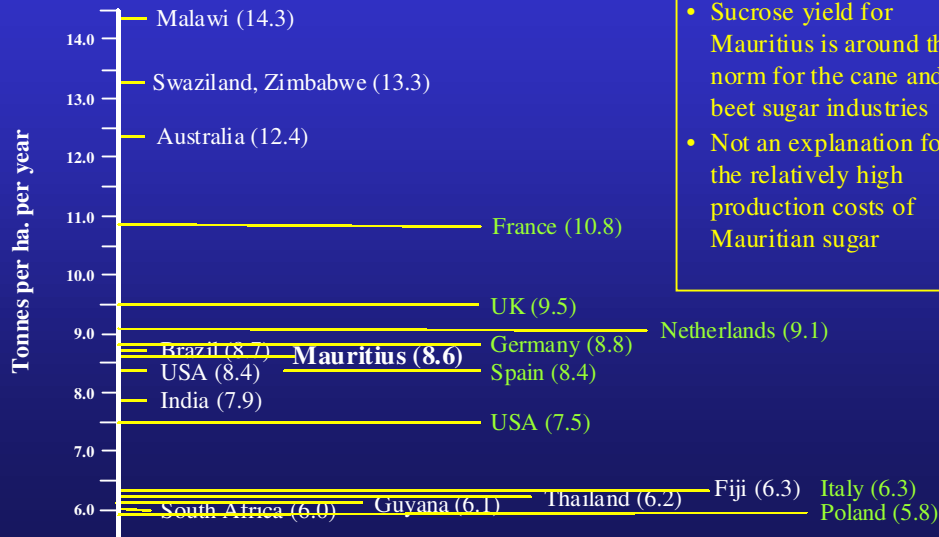 Malawi (14.3)
14.0
Swaziland, Zimbabwe (13.3)
13.0
Australia (12.4)
12.0
11.0
France (10.8)
10.0
UK (9.5)
9.0
Netherlands (9.1)
Germany (8.8)
Brazil (8.7)
Mauritius (8.6)
USA (8.4)
Spain (8.4)
8.0
India (7.9)
USA (7.5)
7.0
Fiji (6.3)
Italy (6.3)
Thailand (6.2)
Guyana (6.1)
6.0
South Africa (6.0)
Poland (5.8)
Tonnes per ha. per year
• Sucrose yield for
Mauritius is around th
norm for the cane and
beet sugar industries
• Not an explanation fo
the relatively high
production costs of
Mauritian sugar